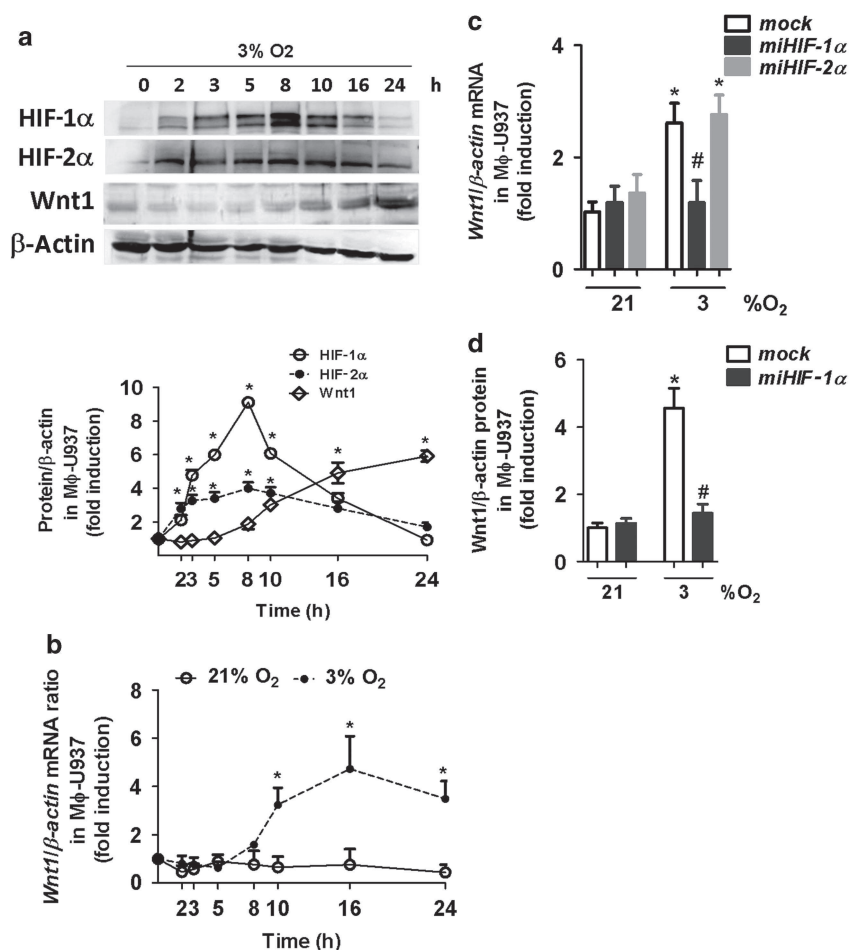 a
3% O2
0 2 3 5 8 10 16 24 h
HIF-1α
HIF-2α
Wnt1
β-Actin
HIF-1α
HIF-2α
Wnt1
Protein/β-actin
in Mφ-U937
(fold induction)
10
8
6
4
2
* * * * * * * * * * * *
23 5 8 10 16 24
Time (h)
b
21% O2 3% O2
Wnt1/β-actin mRNA ratio
in Mφ-U937
(fold induction)
8
6
4
2
0
* * *
23 5 8 10 16 24
Time (h)
c
mock
miHIF-1α
miHIF-2α
Wnt1/β-actin mRNA
in Mφ-U937
(fold induction)
4
2
0
* # *
21 3 %O2
d
mock
miHIF-1α
Wnt1/β-actin protein
in Mφ-U937
(fold induction)
6
4
2
0
* #
21 3 %O2